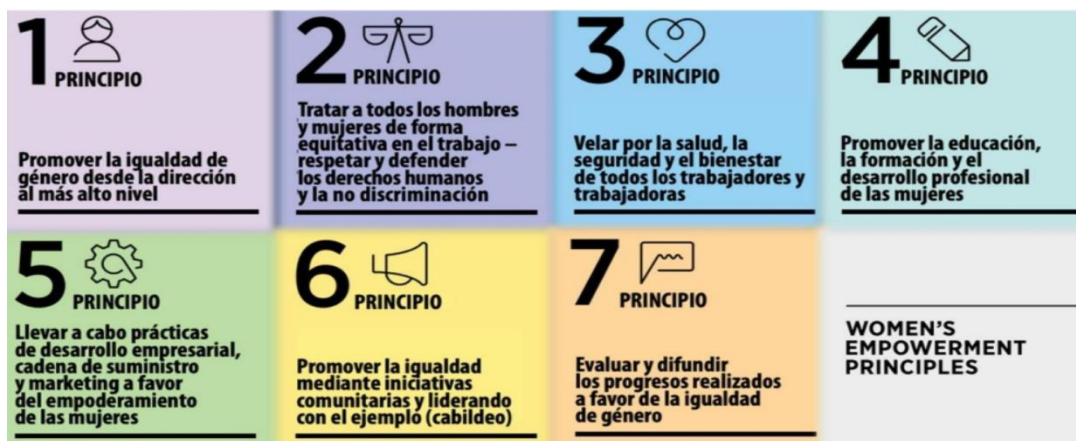 1
PRINCIPIO
Promover la igualdad de
género desde la dirección
al más alto nivel
2
PRINCIPIO
Tratar a todos los hombres
y mujeres de forma
equitativa en el trabajo –
respetar y defender
los derechos humanos
y la no discriminación
3
PRINCIPIO
Velar por la salud, la
seguridad y el bienestar
de todos los trabajadores y
trabajadoras
4
PRINCIPIO
Promover la educación,
la formación y el
desarrollo profesional
de las mujeres
5
PRINCIPIO
Llevar a cabo prácticas
de desarrollo empresarial,
cadena de suministro
y marketing a favor
del empoderamiento
de las mujeres
6
PRINCIPIO
Promover la igualdad
mediante iniciativas
comunitarias y liderando
con el ejemplo (cabildeo)
7
PRINCIPIO
Evaluar y difundir
los progresos realizados
a favor de la igualdad
de género
WOMEN'S
EMPOWERMENT
PRINCIPLES